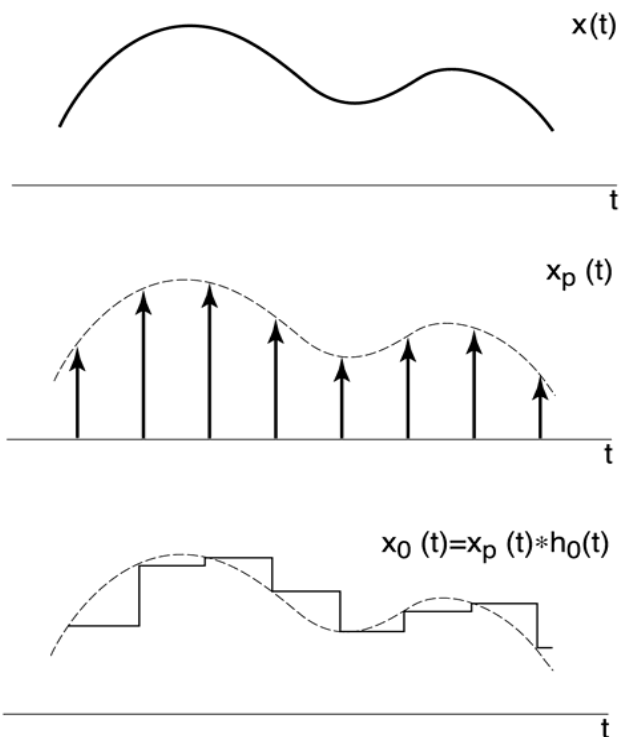 x(t)
t
xₚ (t)
t
x₀ (t)=xₚ (t)*h₀(t)
t